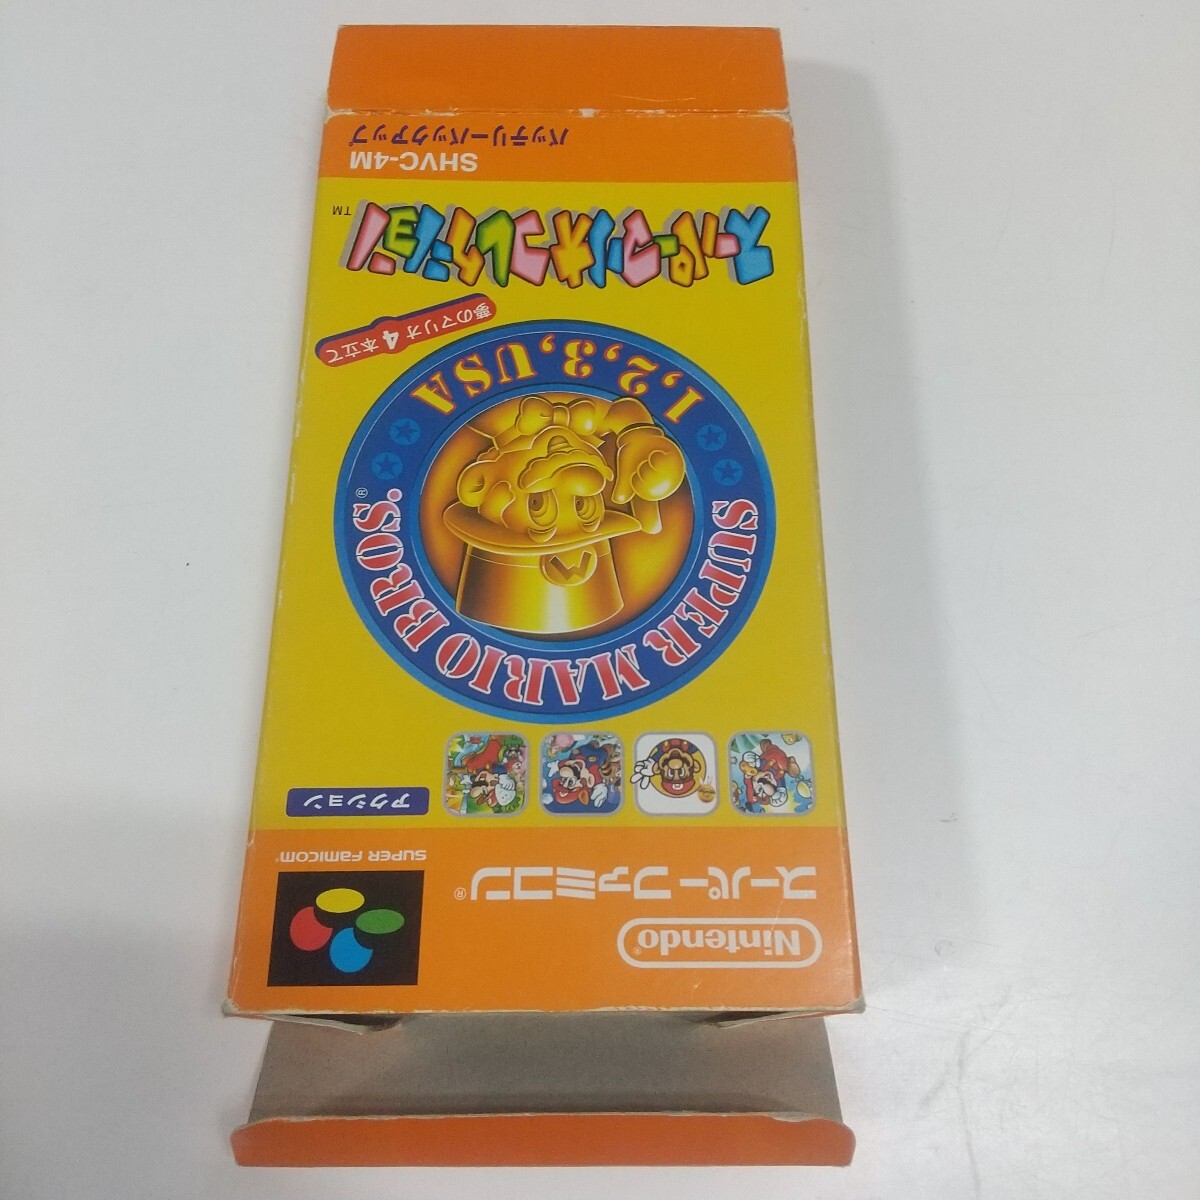 Nintendo®
スーパーファミコン®
SUPER FAMICOM®
アクション
SUPER MARIO BROS.®
1,2,3,USA
夢のマリオ4本立て
スーパーマリオコレクション™
SHVC-4M
バッテリーバックアップ